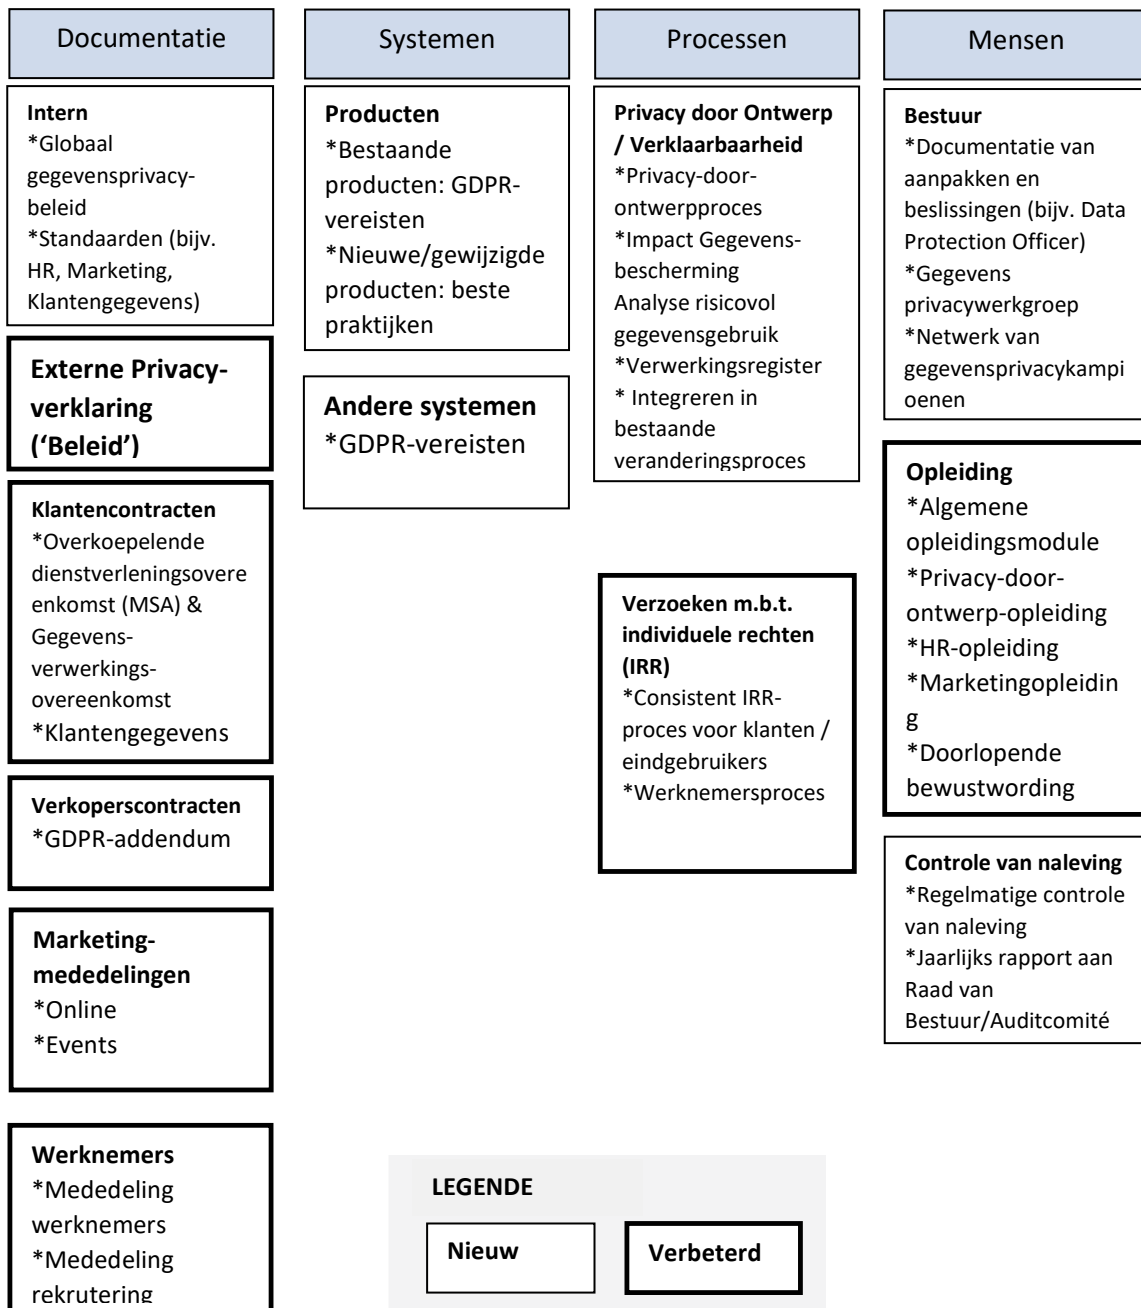 Documentatie
Intern
*Globaal
gegevensprivacy-
beleid
*Standaarden (bijv.
HR, Marketing,
Klantengegevens)
Externe Privacy-
verklaring
(‘Beleid’)
Klantencontracten
*Overkoepelende
dienstverleningsovere
enkomst (MSA) &
Gegevens-
verwerkings-
overeenkomst
*Klantengegevens
Verkoperscontracten
*GDPR-addendum
Marketing-
mededelingen
*Online
*Events
Werknemers
*Mededeling
werknemers
*Mededeling
rekrutering
Systemen
Producten
*Bestaande
producten: GDPR-
vereisten
*Nieuwe/gewijzigde
producten: beste
praktijken
Andere systemen
*GDPR-vereisten
Processen
Privacy door Ontwerp
/ Verklaarbaarheid
*Privacy-door-
ontwerpproces
*Impact Gegevens-
bescherming
Analyse risicovol
gegevensgebruik
*Verwerkingsregister
* Integreren in
bestaande
veranderingsproces
Verzoeken m.b.t.
individuele rechten
(IRR)
*Consistent IRR-
proces voor klanten /
eindgebruikers
*Werknemersproces
Mensen
Bestuur
*Documentatie van
aanpakken en
beslissingen (bijv. Data
Protection Officer)
*Gegevens
privacywerkgroep
*Netwerk van
gegevensprivacykampi
oenen
Opleiding
*Algemene
opleidingsmodule
*Privacy-door-
ontwerp-opleiding
*HR-opleiding
*Marketingopleidin
g
*Doorlopende
bewustwording
Controle van naleving
*Regelmatige controle
van naleving
*Jaarlijks rapport aan
Raad van
Bestuur/Auditcomité
LEGENDE
Nieuw
Verbeterd